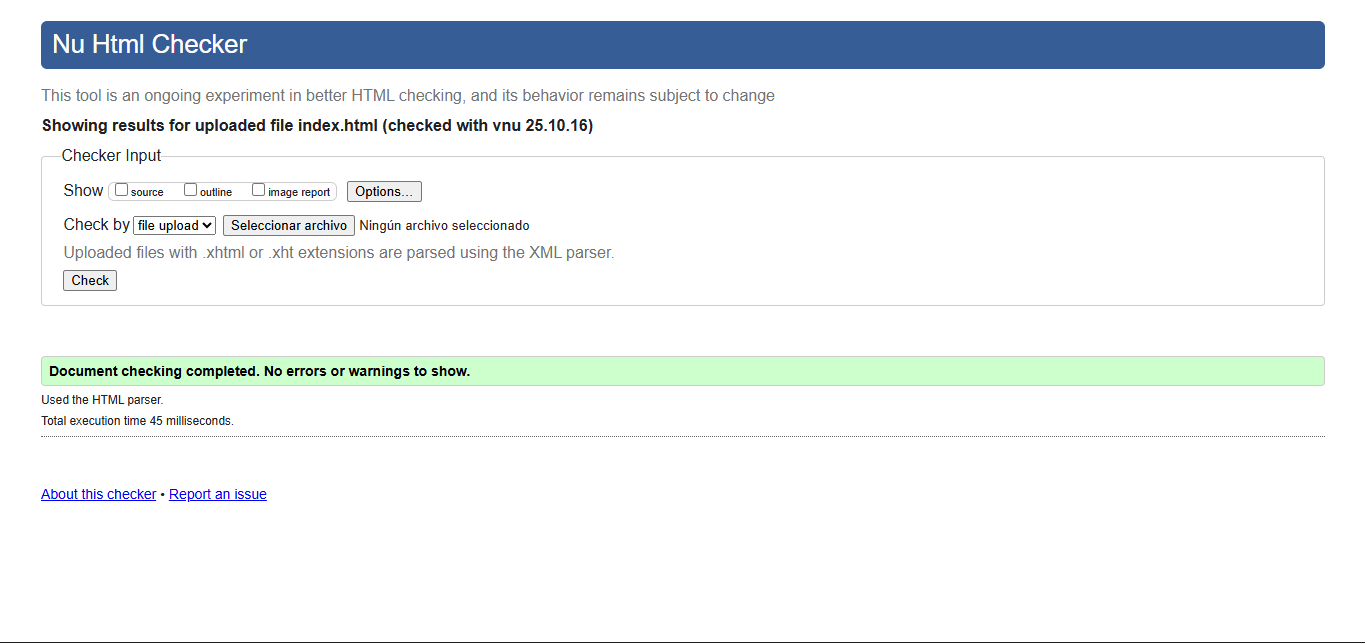 Nu Html Checker
This tool is an ongoing experiment in better HTML checking, and its behavior remains subject to change
Showing results for uploaded file index.html (checked with vnu 25.10.16)
Checker Input
Show source outline image report Options...
Check by file upload Seleccionar archivo Ningún archivo seleccionado
Uploaded files with .xhtml or .xht extensions are parsed using the XML parser.
Check
Document checking completed. No errors or warnings to show.
Used the HTML parser.
Total execution time 45 milliseconds.
About this checker • Report an issue